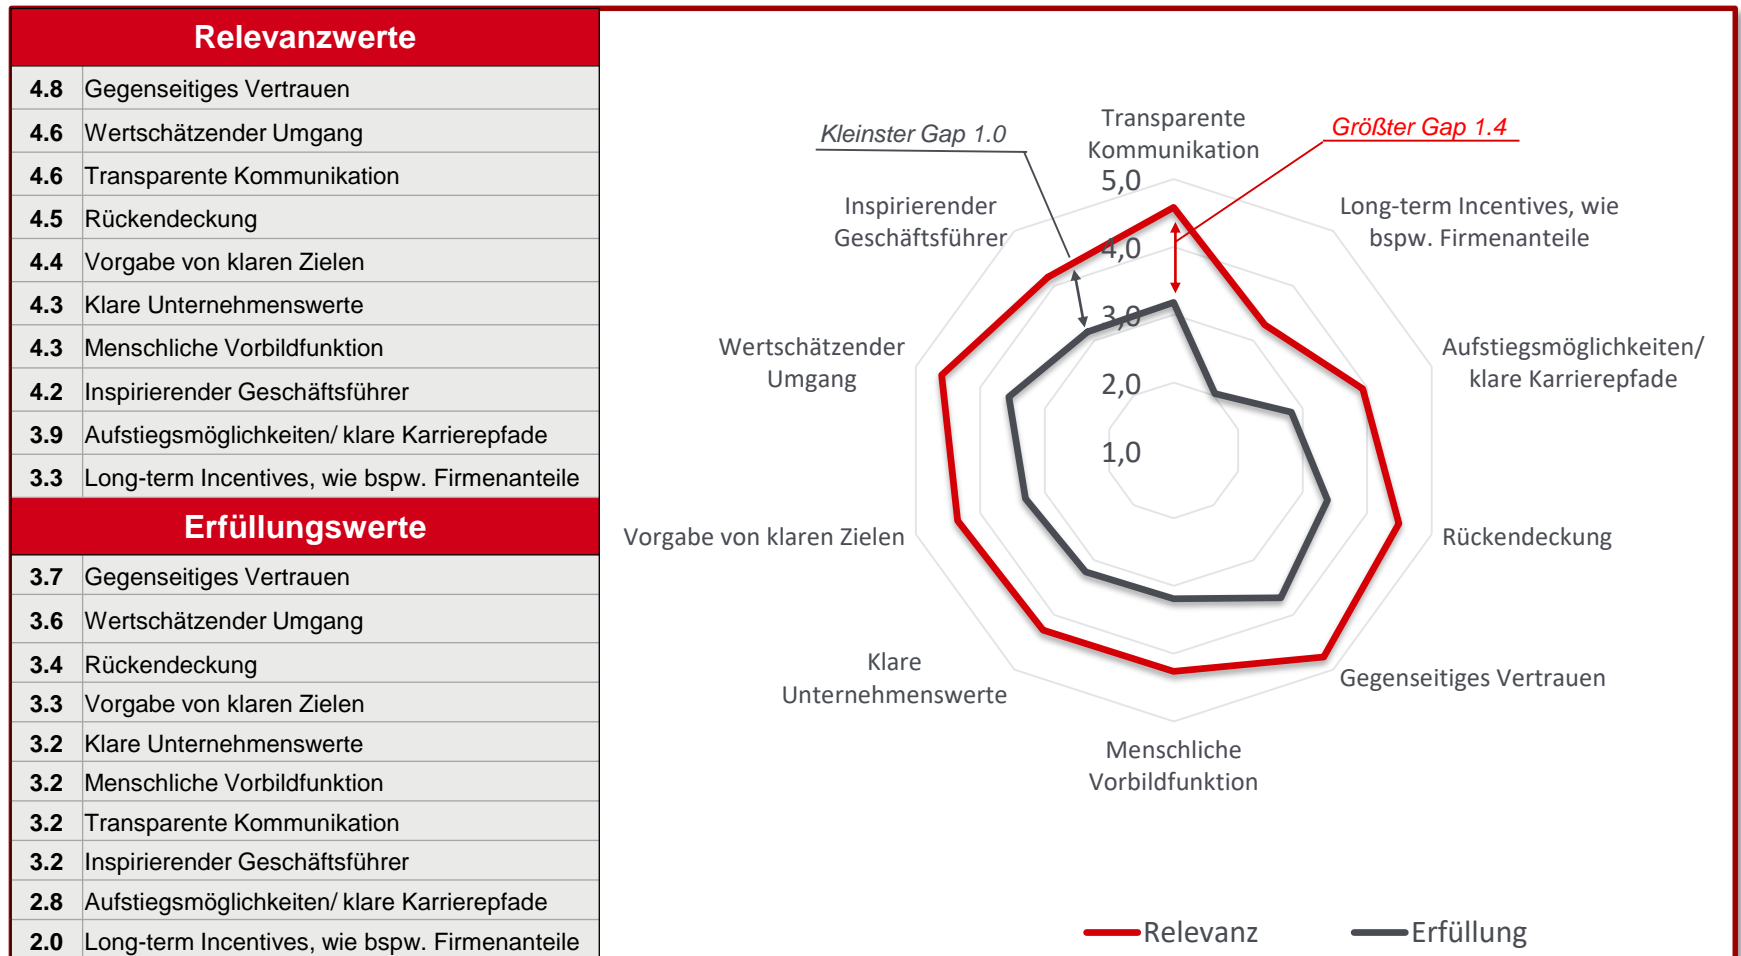 Relevanzwerte
4.8 Gegenseitiges Vertrauen
4.6 Wertschätzender Umgang
4.6 Transparente Kommunikation
4.5 Rückendeckung
4.4 Vorgabe von klaren Zielen
4.3 Klare Unternehmenswerte
4.3 Menschliche Vorbildfunktion
4.2 Inspirierender Geschäftsführer
3.9 Aufstiegsmöglichkeiten/ klare Karrierepfade
3.3 Long-term Incentives, wie bspw. Firmenanteile
Erfüllungswerte
3.7 Gegenseitiges Vertrauen
3.6 Wertschätzender Umgang
3.4 Rückendeckung
3.3 Vorgabe von klaren Zielen
3.2 Klare Unternehmenswerte
3.2 Menschliche Vorbildfunktion
3.2 Transparente Kommunikation
3.2 Inspirierender Geschäftsführer
2.8 Aufstiegsmöglichkeiten/ klare Karrierepfade
2.0 Long-term Incentives, wie bspw. Firmenanteile
Kleinster Gap 1.0
Größter Gap 1.4
Transparente
Kommunikation
Long-term Incentives, wie
bspw. Firmenanteile
Aufstiegsmöglichkeiten/
klare Karrierepfade
Rückendeckung
Gegenseitiges Vertrauen
Menschliche
Vorbildfunktion
Klare
Unternehmenswerte
Vorgabe von klaren Zielen
Wertschätzender
Umgang
Inspirierender
Geschäftsführer
5,0
4,0
3,0
2,0
1,0
Relevanz
Erfüllung